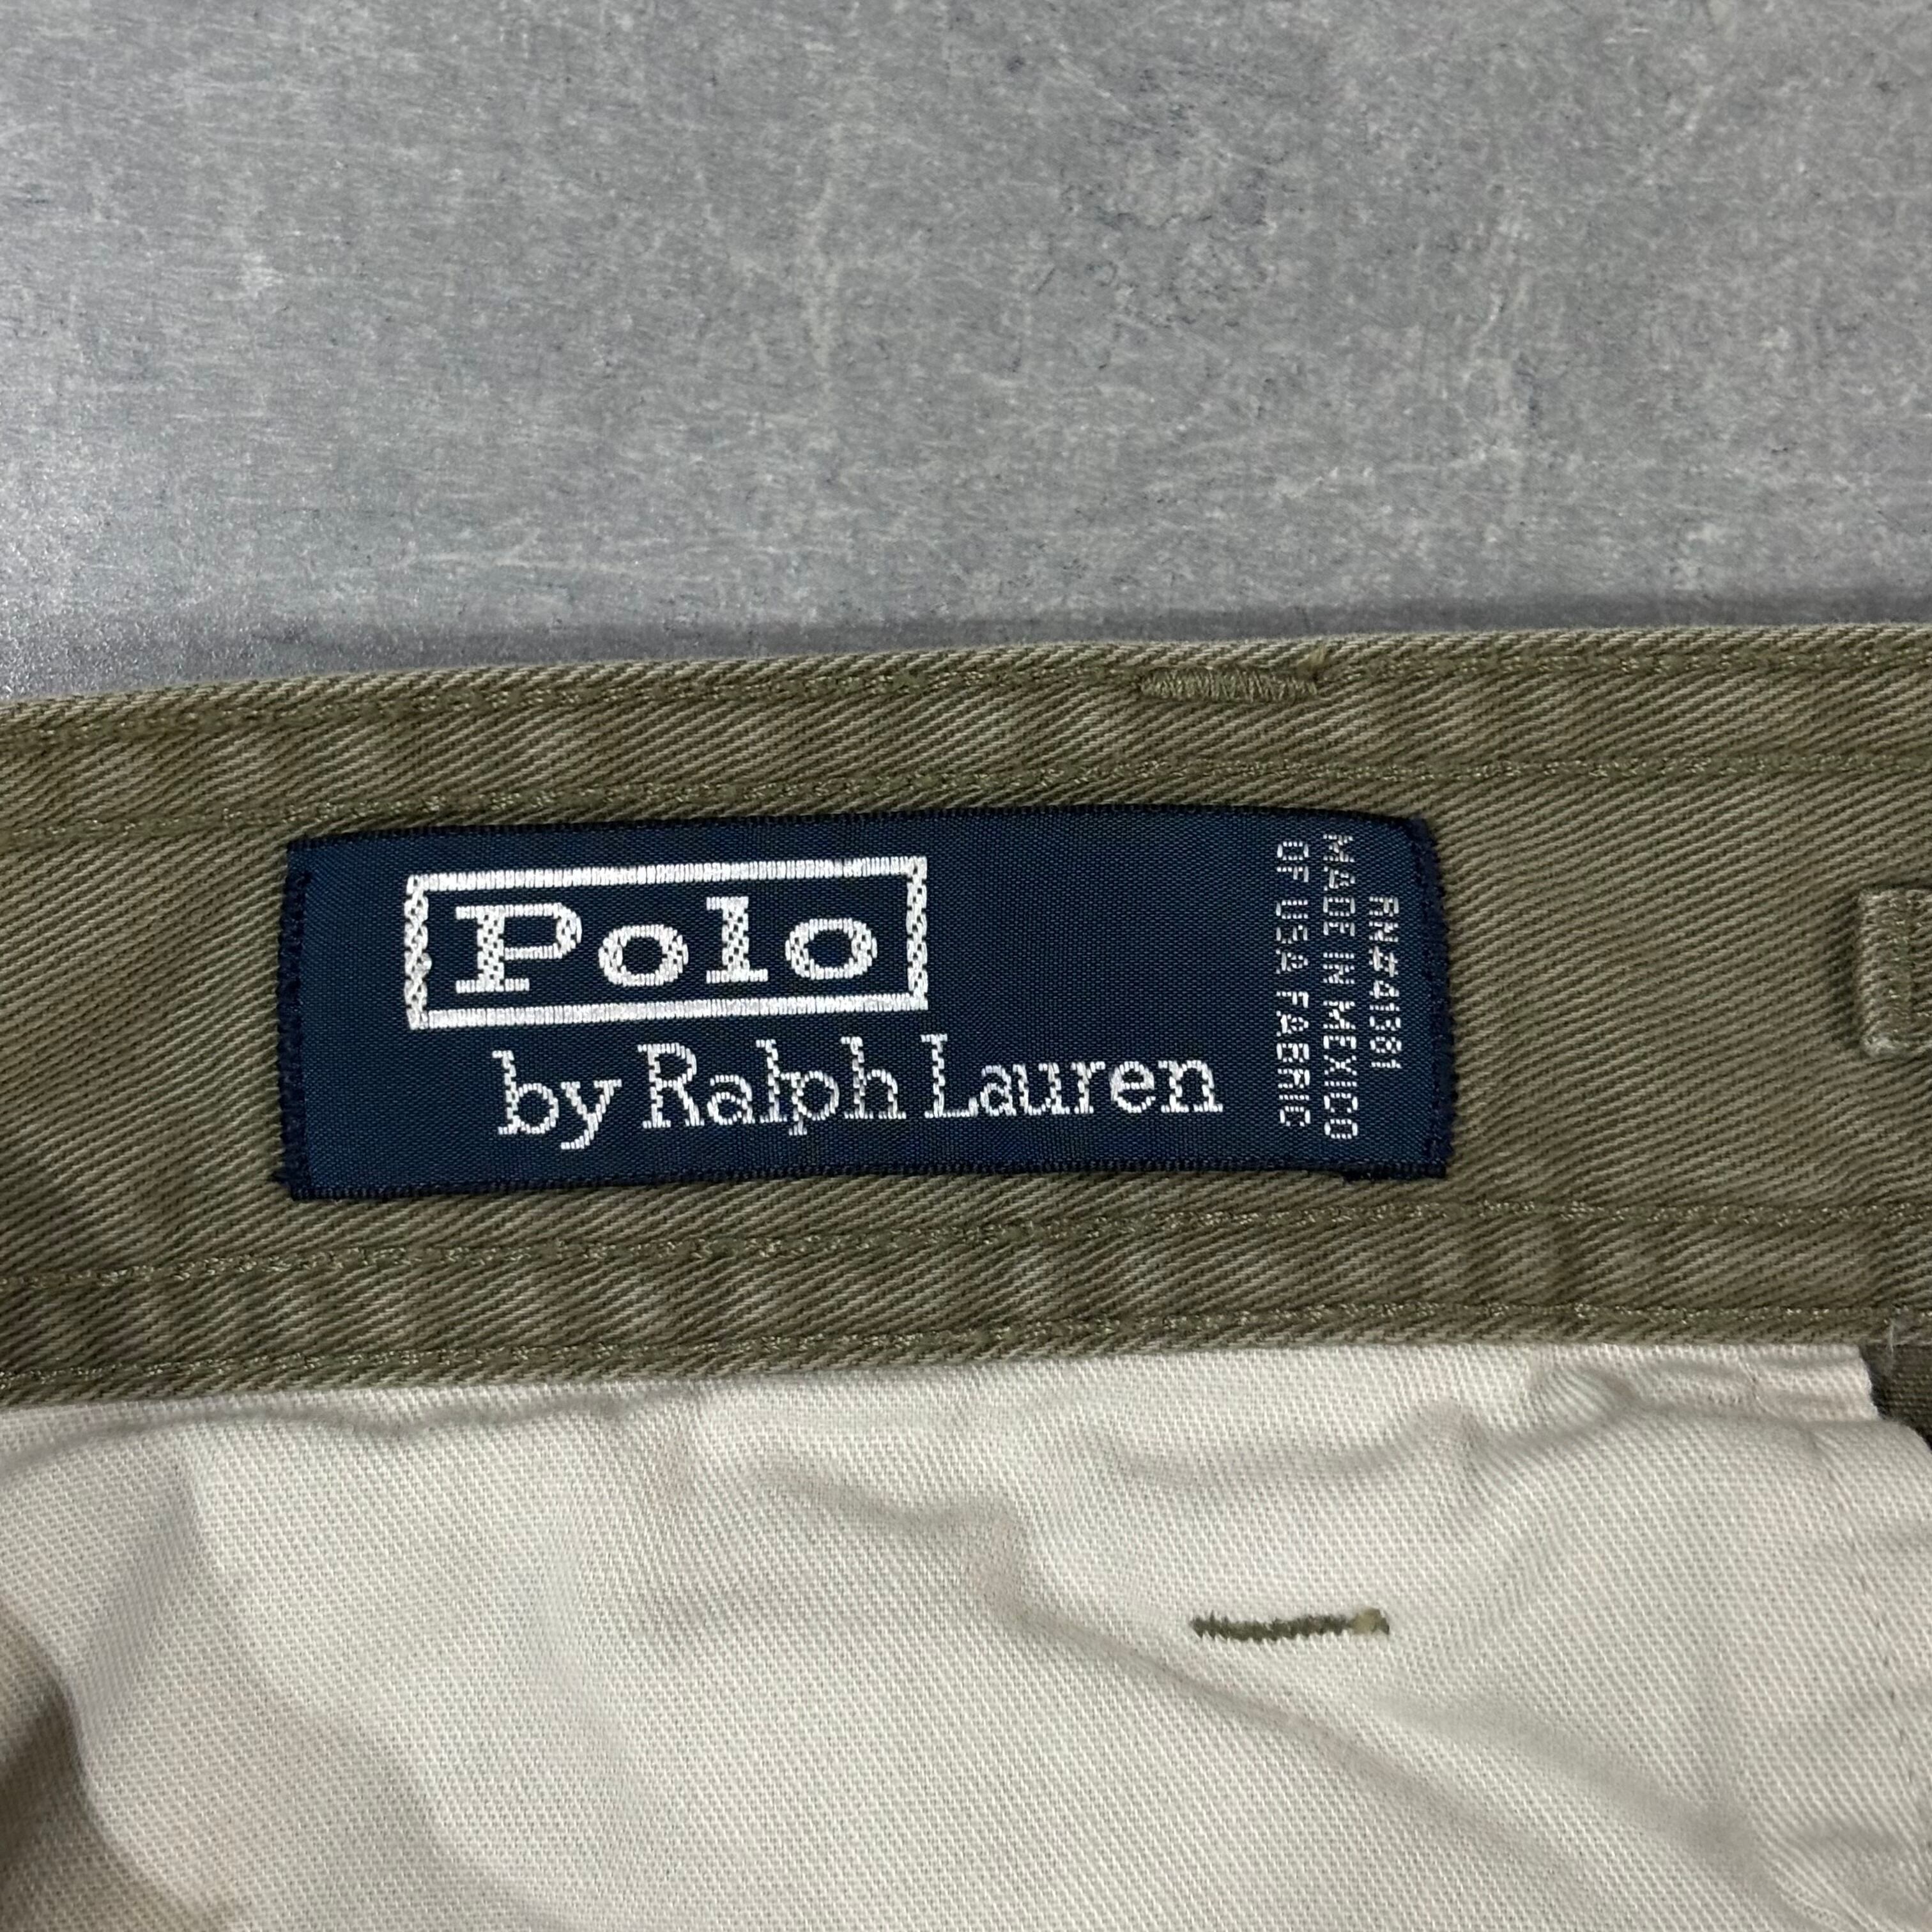 Polo
by Ralph Lauren
RN#41381
MADE IN MEXICO
OF USA FABRIC